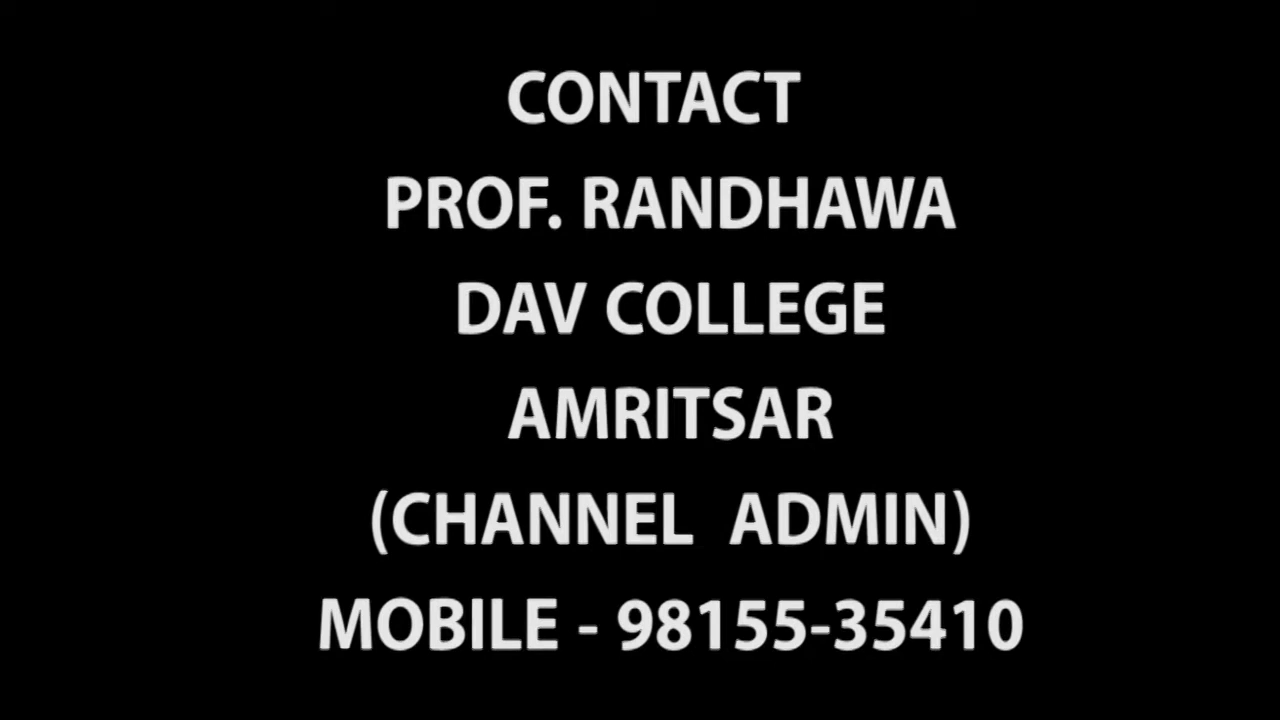 CONTACT
PROF. RANDHAWA
DAV COLLEGE
AMRITSAR
(CHANNEL ADMIN)
MOBILE - 98155-35410